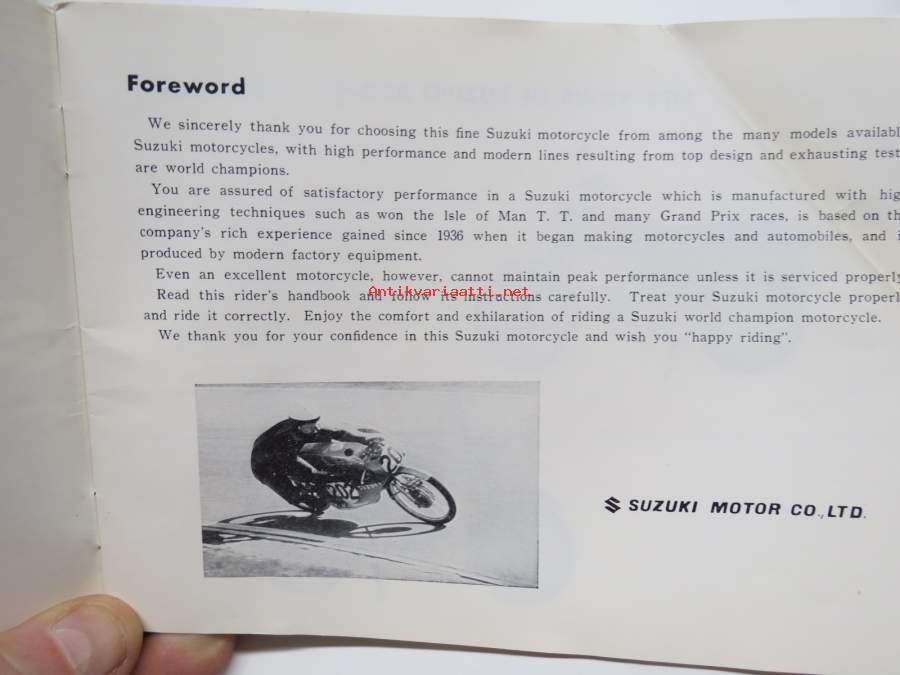 Foreword
We sincerely thank you for choosing this fine Suzuki motorcycle from among the many models availabl
Suzuki motorcycles, with high performance and modern lines resulting from top design and exhausting test
are world champions.
You are assured of satisfactory performance in a Suzuki motorcycle which is manufactured with hig
engineering techniques such as won the Isle of Man T. T. and many Grand Prix races, is based on th
company's rich experience gained since 1936 when it began making motorcycles and automobiles, and i
produced by modern factory equipment.
Even an excellent motorcycle, however, cannot maintain peak performance unless it is serviced properly
Read this rider's handbook and follow its instructions carefully. Treat your Suzuki motorcycle properl
and ride it correctly. Enjoy the comfort and exhilaration of riding a Suzuki world champion motorcycle.
We thank you for your confidence in this Suzuki motorcycle and wish you "happy riding".
Antikvariaatti.net
20
202
SUZUKI MOTOR CO., LTD.